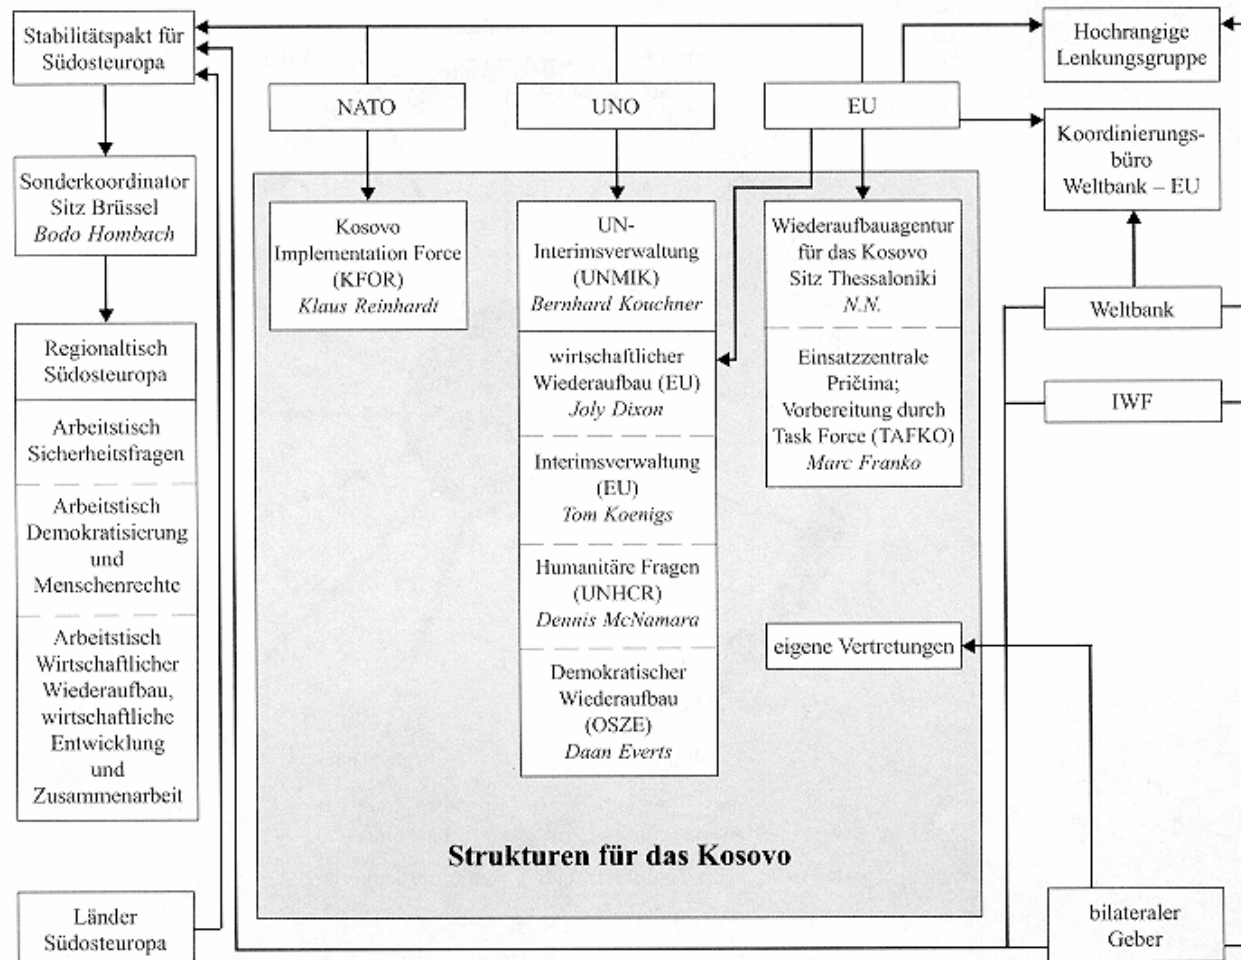 Stabilitätspakt für
Südosteuropa
Sonderkoordinator
Sitz Brüssel
Bodo Hombach
Regionaltisch
Südosteuropa
Arbeitstisch
Sicherheitsfragen
Arbeitstisch
Demokratisierung
und
Menschenrechte
Arbeitstisch
Wirtschaftlicher
Wiederaufbau,
wirtschaftliche
Entwicklung
und
Zusammenarbeit
Länder
Südosteuropa
NATO
Kosovo
Implementation Force
(KFOR)
Klaus Reinhardt
UNO
UN-
Interimsverwaltung
(UNMIK)
Bernhard Kouchner
wirtschaftlicher
Wiederaufbau (EU)
Joly Dixon
Interimsverwaltung
(EU)
Tom Koenigs
Humanitäre Fragen
(UNHCR)
Dennis McNamara
Demokratischer
Wiederaufbau
(OSZE)
Daan Everts
EU
Wiederaufbauagentur
für das Kosovo
Sitz Thessaloniki
N.N.
Einsatzzentrale
Pričtina;
Vorbereitung durch
Task Force (TAFKO)
Marc Franko
eigene Vertretungen
Strukturen für das Kosovo
Hochrangige
Lenkungsgruppe
Koordinierungs-
büro
Weltbank – EU
Weltbank
IWF
bilateraler
Geber